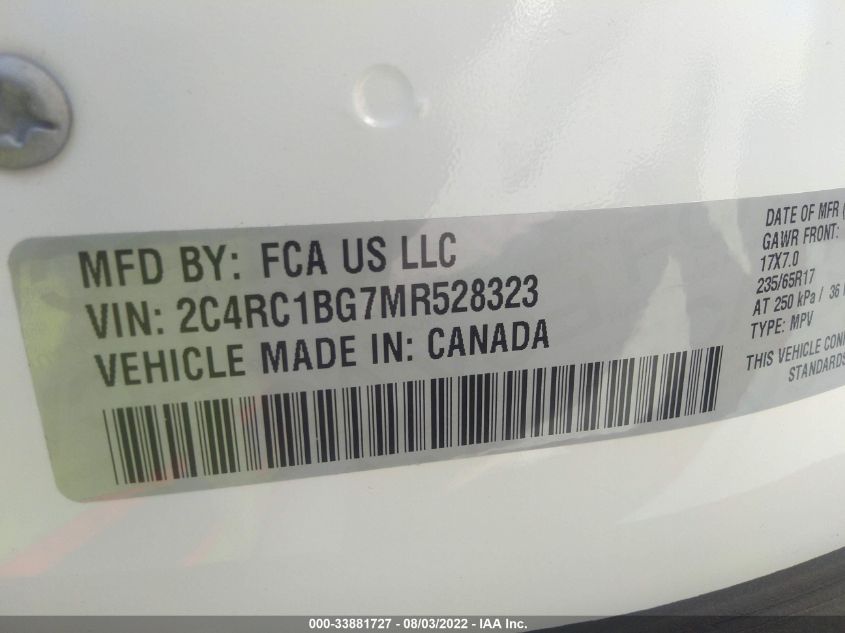 MFD BY: FCA US LLC
VIN: 2C4RC1BG7MR528323
VEHICLE MADE IN: CANADA
DATE OF MFR (
GAWR FRONT:
17X7.0
235/65R17
AT 250 kPa / 36
TYPE: MPV
THIS VEHICLE
STANDARDS
000-33881727 - 08/03/2022 - IAA Inc.